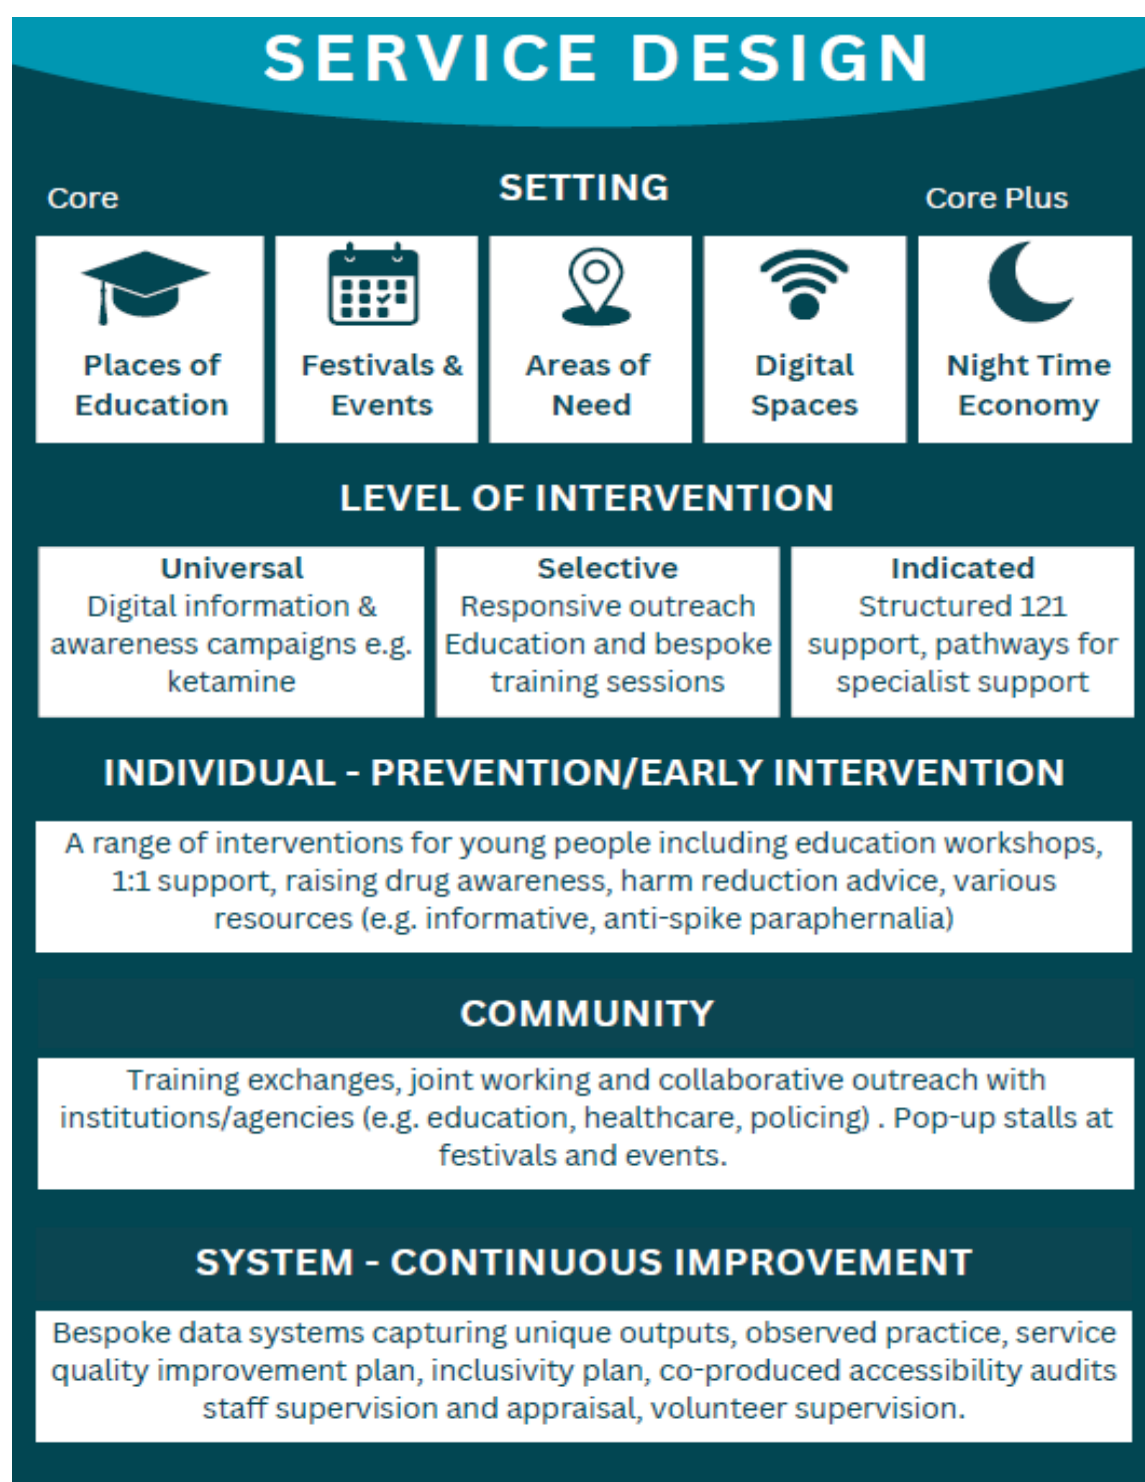 SERVICE DESIGN
Core
SETTING
Core Plus
Places of
Education
Festivals &
Events
Areas of
Need
Digital
Spaces
Night Time
Economy
LEVEL OF INTERVENTION
Universal
Digital information &
awareness campaigns e.g.
ketamine
Selective
Responsive outreach
Education and bespoke
training sessions
Indicated
Structured 121
support, pathways for
specialist support
INDIVIDUAL - PREVENTION/EARLY INTERVENTION
A range of interventions for young people including education workshops,
1:1 support, raising drug awareness, harm reduction advice, various
resources (e.g. informative, anti-spike paraphernalia)
COMMUNITY
Training exchanges, joint working and collaborative outreach with
institutions/agencies (e.g. education, healthcare, policing) . Pop-up stalls at
festivals and events.
SYSTEM - CONTINUOUS IMPROVEMENT
Bespoke data systems capturing unique outputs, observed practice, service
quality improvement plan, inclusivity plan, co-produced accessibility audits
staff supervision and appraisal, volunteer supervision.